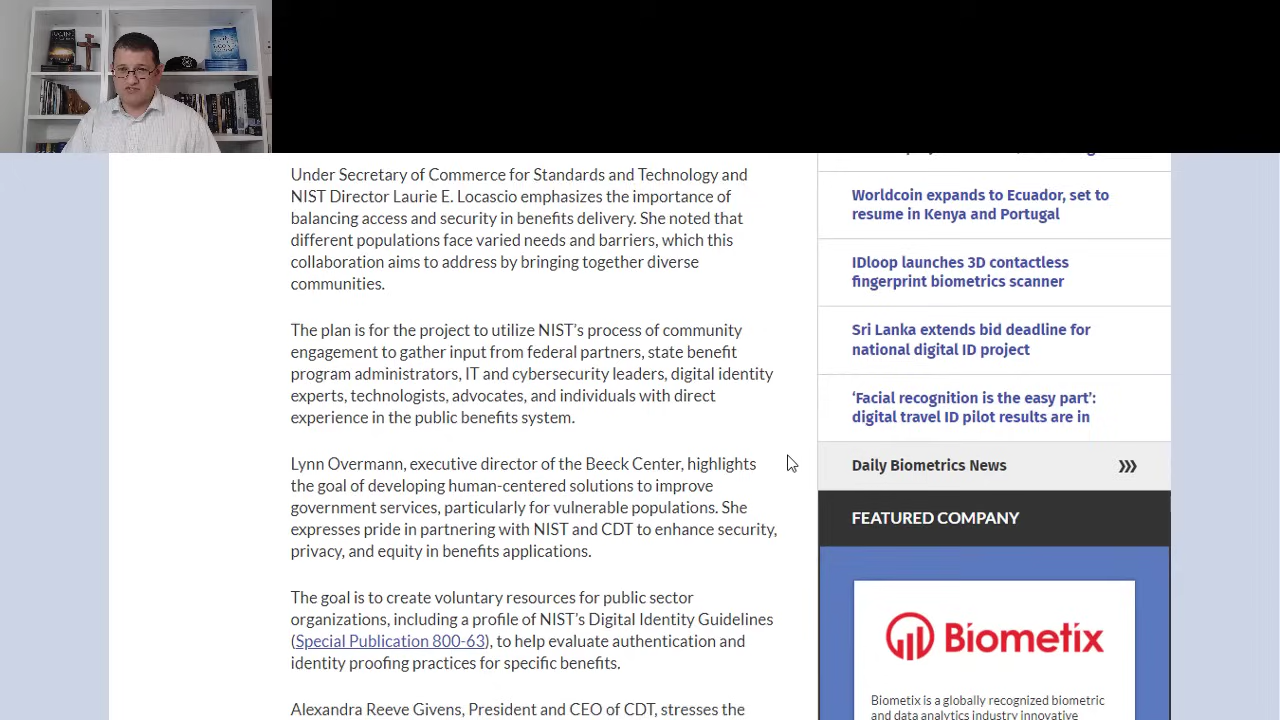 Under Secretary of Commerce for Standards and Technology and
NIST Director Laurie E. Locascio emphasizes the importance of
balancing access and security in benefits delivery. She noted that
different populations face varied needs and barriers, which this
collaboration aims to address by bringing together diverse
communities.
The plan is for the project to utilize NIST’s process of community
engagement to gather input from federal partners, state benefit
program administrators, IT and cybersecurity leaders, digital identity
experts, technologists, advocates, and individuals with direct
experience in the public benefits system.
Lynn Overmann, executive director of the Beeck Center, highlights
the goal of developing human-centered solutions to improve
government services, particularly for vulnerable populations. She
expresses pride in partnering with NIST and CDT to enhance security,
privacy, and equity in benefits applications.
The goal is to create voluntary resources for public sector
organizations, including a profile of NIST’s Digital Identity Guidelines
(Special Publication 800-63), to help evaluate authentication and
identity proofing practices for specific benefits.
Alexandra Reeve Givens, President and CEO of CDT, stresses the
Worldcoin expands to Ecuador, set to
resume in Kenya and Portugal
IDloop launches 3D contactless
fingerprint biometrics scanner
Sri Lanka extends bid deadline for
national digital ID project
‘Facial recognition is the easy part’:
digital travel ID pilot results are in
Daily Biometrics News
FEATURED COMPANY
Biometix
Biometix is a globally recognized biometric
and data analytics industry innovative